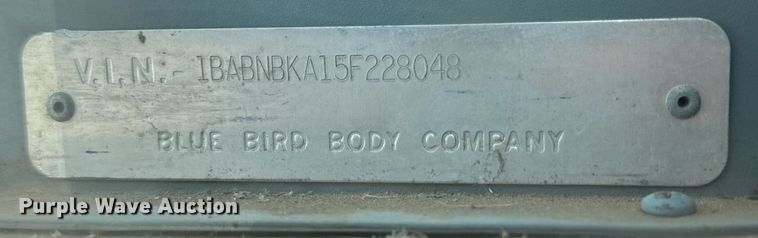 V.I.N.- 1BABNBKA15F228048
BLUE BIRD BODY COMPANY
Purple Wave Auction